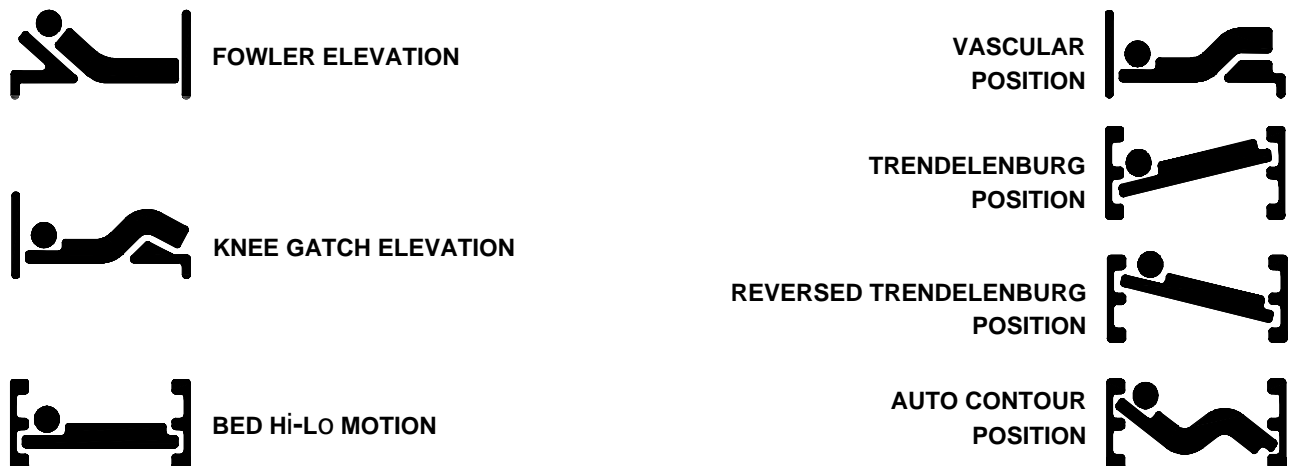 FOWLER ELEVATION
KNEE GATCH ELEVATION
BED Hi-Lo MOTION
VASCULAR
POSITION
TRENDELENBURG
POSITION
REVERSED TRENDELENBURG
POSITION
AUTO CONTOUR
POSITION